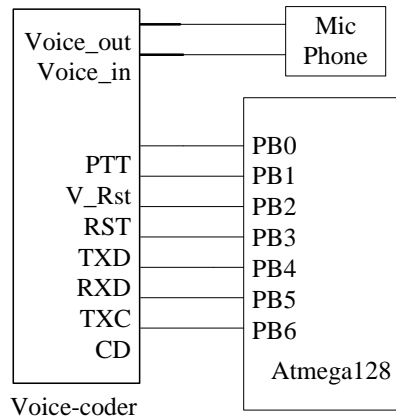 Voice_out
Voice_in
PTT
V_Rst
RST
TXD
RXD
TXC
CD
Voice-coder
Mic
Phone
PB0
PB1
PB2
PB3
PB4
PB5
PB6
Atmega128